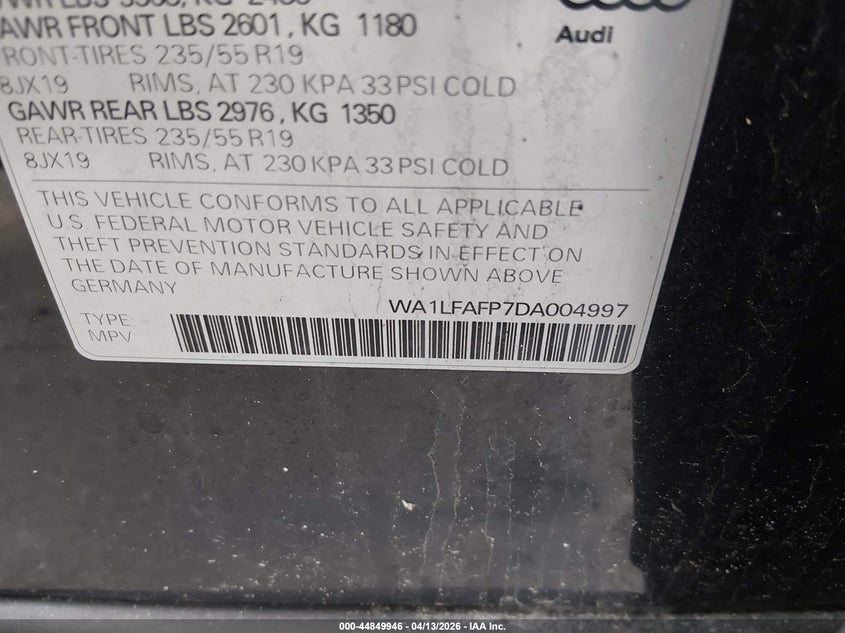 GAWR FRONT LBS 2601, KG 1180
FRONT-TIRES 235/55 R19
8JX19 RIMS, AT 230 KPA 33 PSI COLD
GAWR REAR LBS 2976, KG 1350
REAR-TIRES 235/55 R19
8JX19 RIMS, AT 230 KPA 33 PSI COLD
Audi
THIS VEHICLE CONFORMS TO ALL APPLICABLE
U.S. FEDERAL MOTOR VEHICLE SAFETY AND
THEFT PREVENTION STANDARDS IN EFFECT ON
THE DATE OF MANUFACTURE SHOWN ABOVE
GERMANY
WA1LFAFP7DA004997
TYPE:
MPV
000-44849946 - 04/13/2026 - IAA Inc.